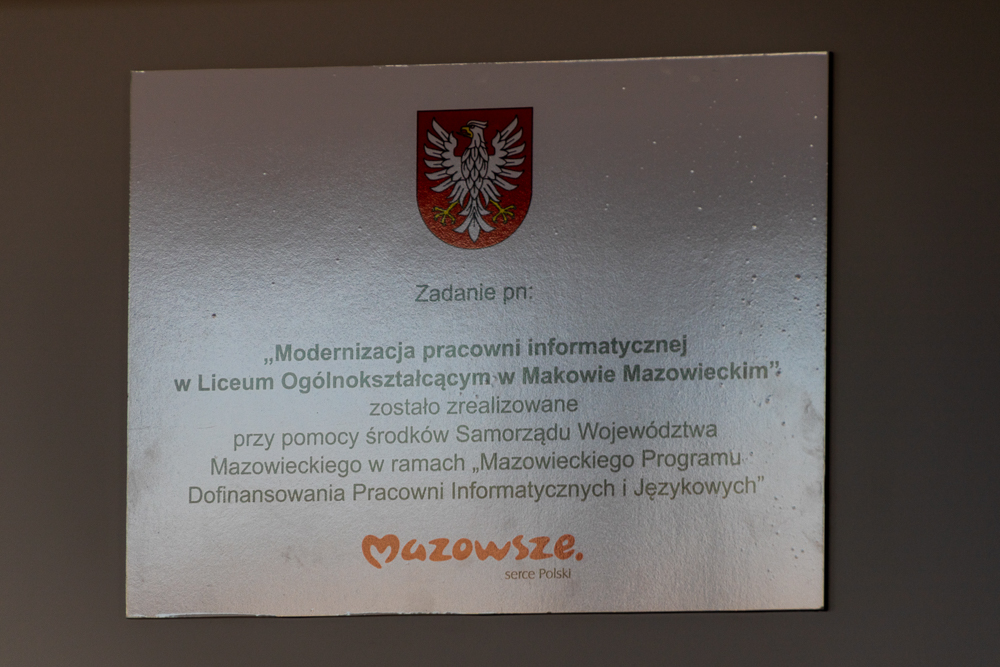 Zadanie pn:
„Modernizacja pracowni informatycznej
w Liceum Ogólnokształcącym w Makowie Mazowieckim”
zostało zrealizowane
przy pomocy środków Samorządu Województwa
Mazowieckiego w ramach „Mazowieckiego Programu
Dofinansowania Pracowni Informatycznych i Językowych”
Mazowsze.
serce Polski